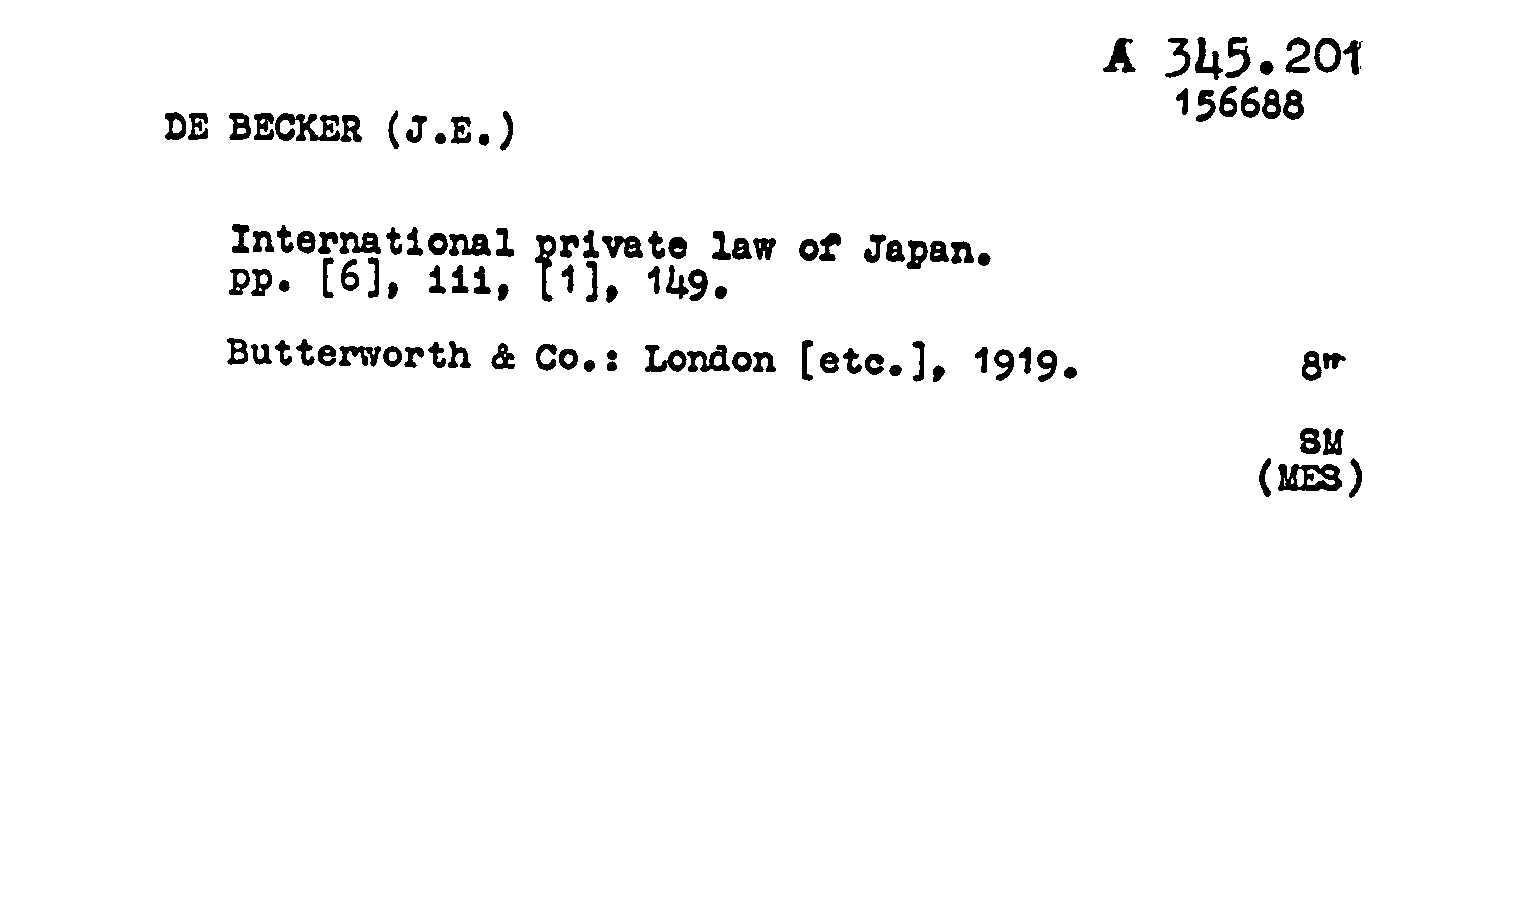 A 345.201
156688
DE BECKER (J.E.)
International private law of Japan.
pp. [6], iii, [1], 149.
Butterworth & Co.: London [etc.], 1919.
8"'
SM
(MES)